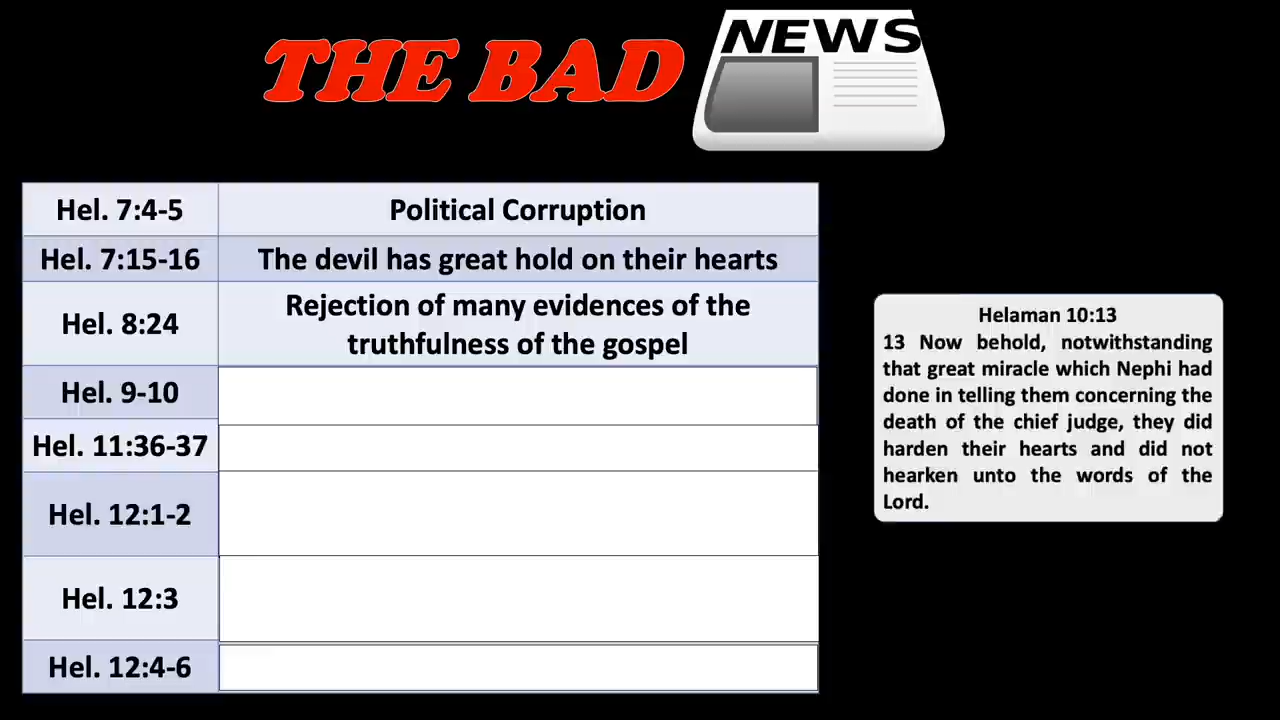 THE BAD NEWS
Hel. 7:4-5 Political Corruption
Hel. 7:15-16 The devil has great hold on their hearts
Hel. 8:24 Rejection of many evidences of the
truthfulness of the gospel
Hel. 9-10
Hel. 11:36-37
Hel. 12:1-2
Hel. 12:3
Hel. 12:4-6
Helaman 10:13
13 Now behold, notwithstanding
that great miracle which Nephi had
done in telling them concerning the
death of the chief judge, they did
harden their hearts and did not
hearken unto the words of the
Lord.